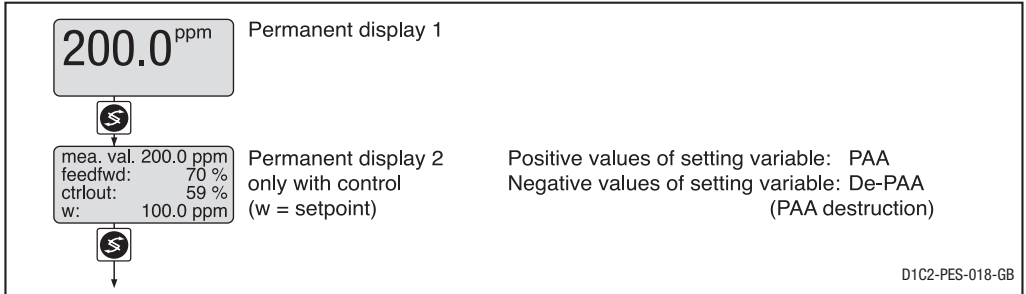 200.0 ppm
Permanent display 1
mea. val. 200.0 ppm
feedfwd: 70 %
ctrlout: 59 %
w: 100.0 ppm
Permanent display 2
only with control
(w = setpoint)
Positive values of setting variable: PAA
Negative values of setting variable: De-PAA
(PAA destruction)
D1C2-PES-018-GB